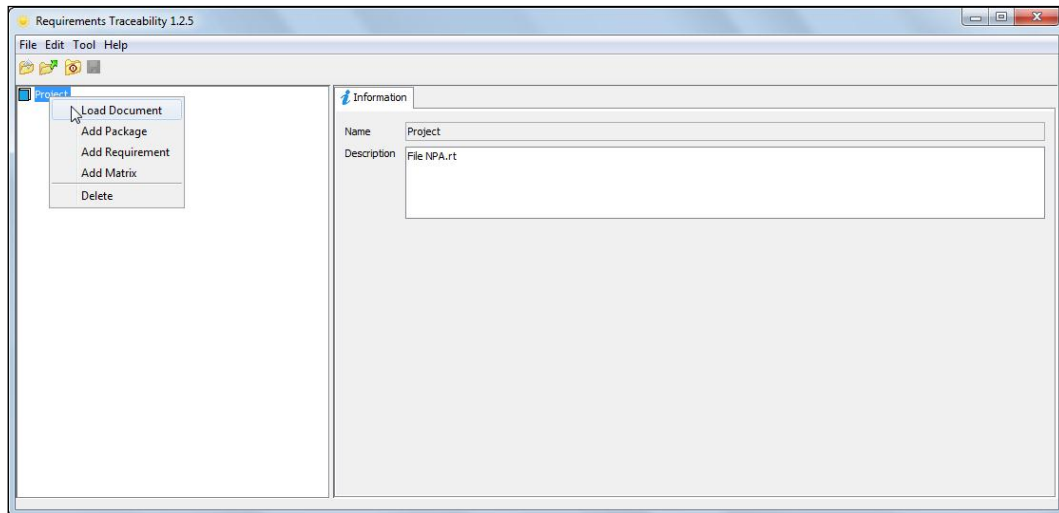 Requirements Traceability 1.2.5
File Edit Tool Help
Project
Load Document
Add Package
Add Requirement
Add Matrix
Delete
Information
Name Project
Description File NPA.rt